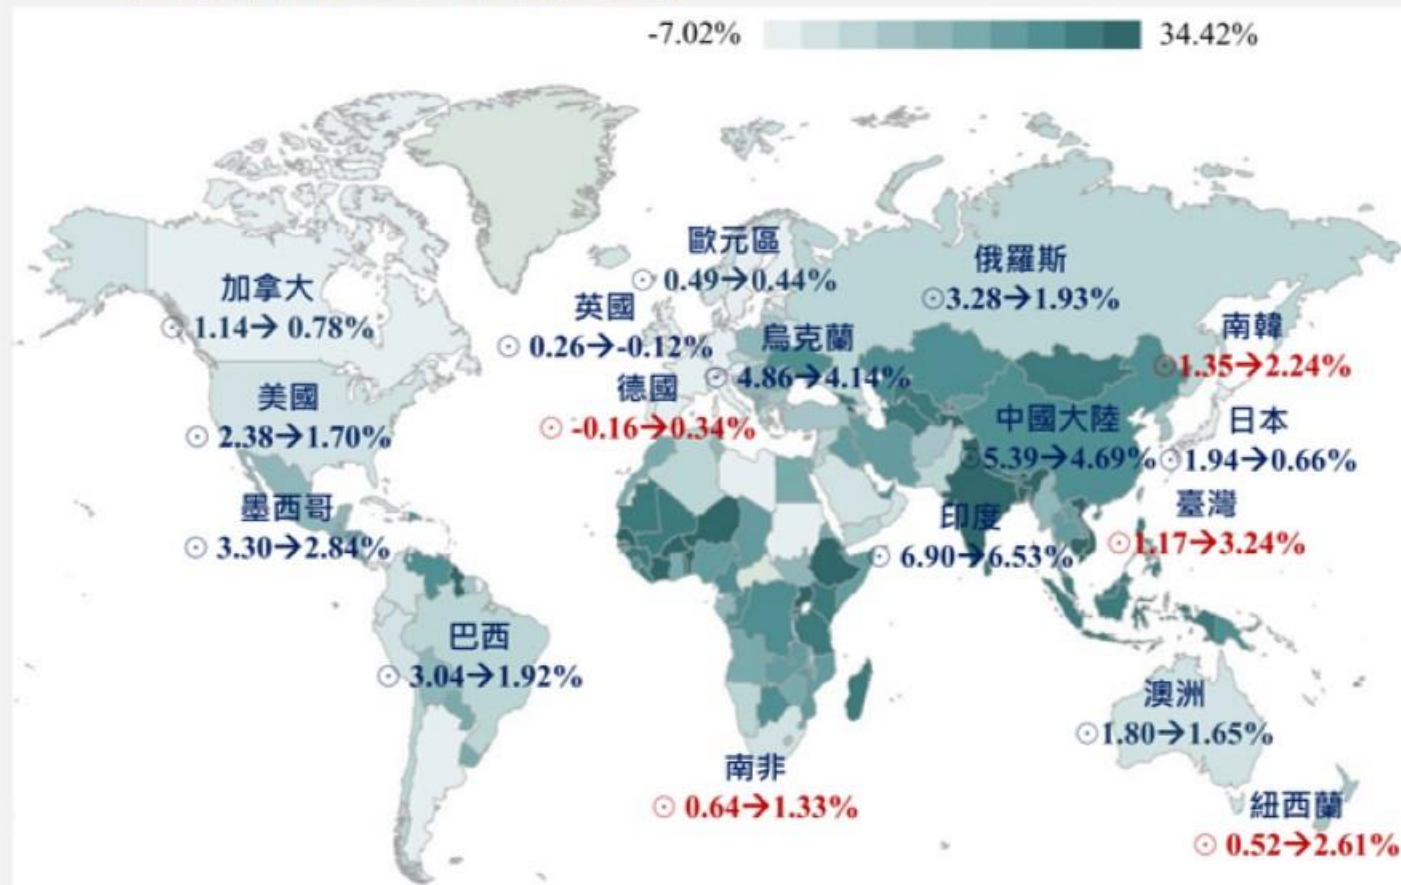 -7.02% 34.42%
歐元區
⊙ 0.49→0.44%
俄羅斯
⊙3.28→1.93%
加拿大
⊙ 1.14→ 0.78%
英國
⊙ 0.26→-0.12%
烏克蘭
⊙ 4.86→4.14%
南韓
⊙1.35→2.24%
德國
⊙ -0.16→0.34%
美國
⊙ 2.38→1.70%
中國大陸
⊙5.39→4.69%
日本
⊙1.94→0.66%
墨西哥
⊙ 3.30→2.84%
印度
⊙ 6.90→6.53%
臺灣
⊙1.17→3.24%
巴西
⊙ 3.04→1.92%
澳洲
⊙1.80→1.65%
南非
⊙ 0.64→1.33%
紐西蘭
⊙ 0.52→2.61%